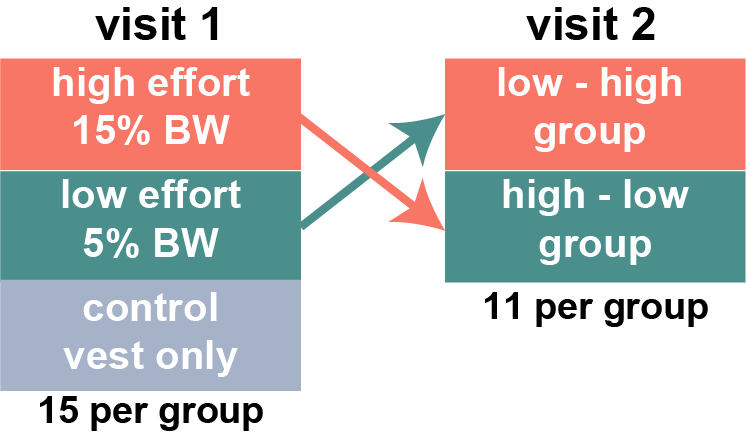 visit 1
high effort
15% BW
low effort
5% BW
control
vest only
15 per group
visit 2
low - high
group
high - low
group
11 per group